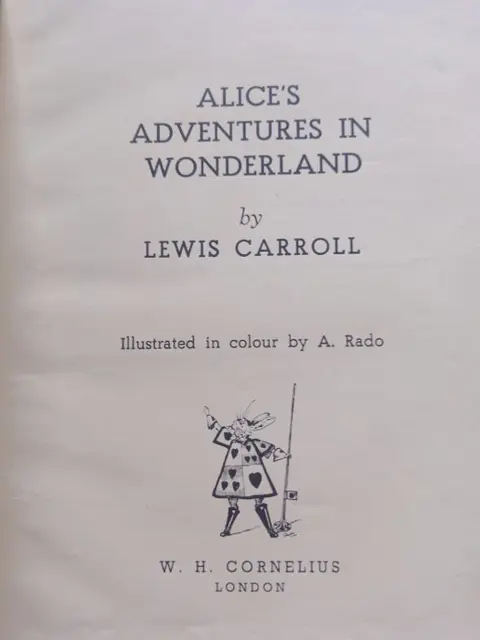 ALICE'S
ADVENTURES IN
WONDERLAND
by
LEWIS CARROLL
Illustrated in colour by A. Rado
W. H. CORNELIUS
LONDON